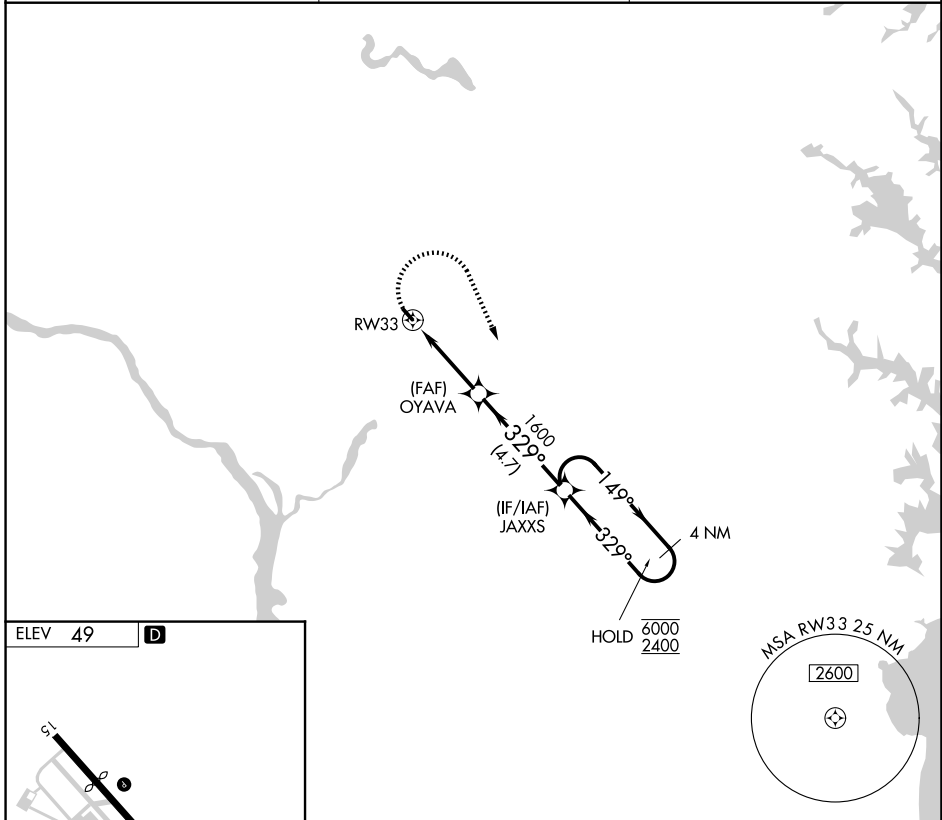 RW33
(FAF)
OYAVA
1600
329°
(4.7)
(IF/IAF)
JAXXS
149°
329°
4 NM
HOLD
6000
2400
MSA RW33 25 NM
2600
ELEV 49
D
15